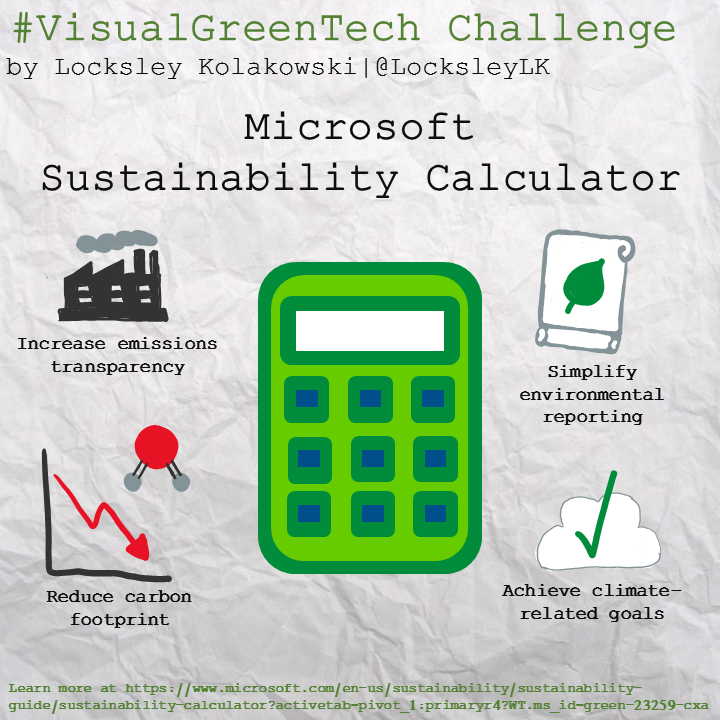 #VisualGreenTech Challenge
by Locksley Kolakowski|@LocksleyLK
Microsoft
Sustainability Calculator
Increase emissions
transparency
Simplify
environmental
reporting
Reduce carbon
footprint
Achieve climate-
related goals
Learn more at https://www.microsoft.com/en-us/sustainability/sustainability-
guide/sustainability-calculator?activetab=pivot_1:primaryr4?WT.ms_id=green-23259-cxa